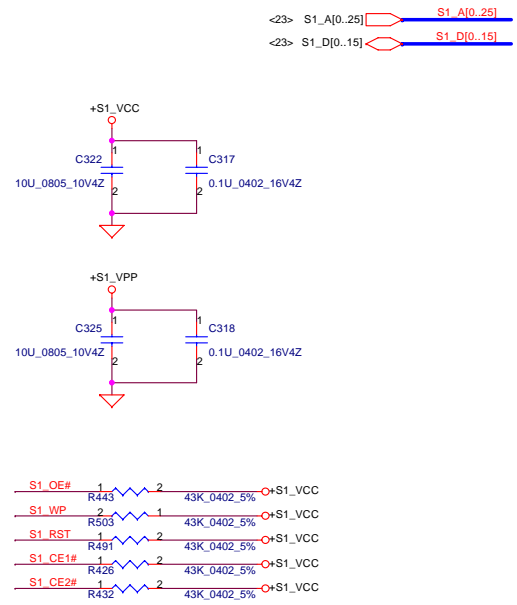 <23> S1_A[0..25] S1_A[0..25]
<23> S1_D[0..15] S1_D[0..15]
+S1_VCC
1 1
C322 C317
10U_0805_10V4Z 0.1U_0402_16V4Z
2 2
+S1_VPP
1 1
C325 C318
10U_0805_10V4Z 0.1U_0402_16V4Z
2 2
S1_OE# 1 2 +S1_VCC
R443 43K_0402_5%
S1_WP 2 1 +S1_VCC
R503 43K_0402_5%
S1_RST 1 2 +S1_VCC
R491 43K_0402_5%
S1_CE1# 1 2 +S1_VCC
R426 43K_0402_5%
S1_CE2# 1 2 +S1_VCC
R432 43K_0402_5%